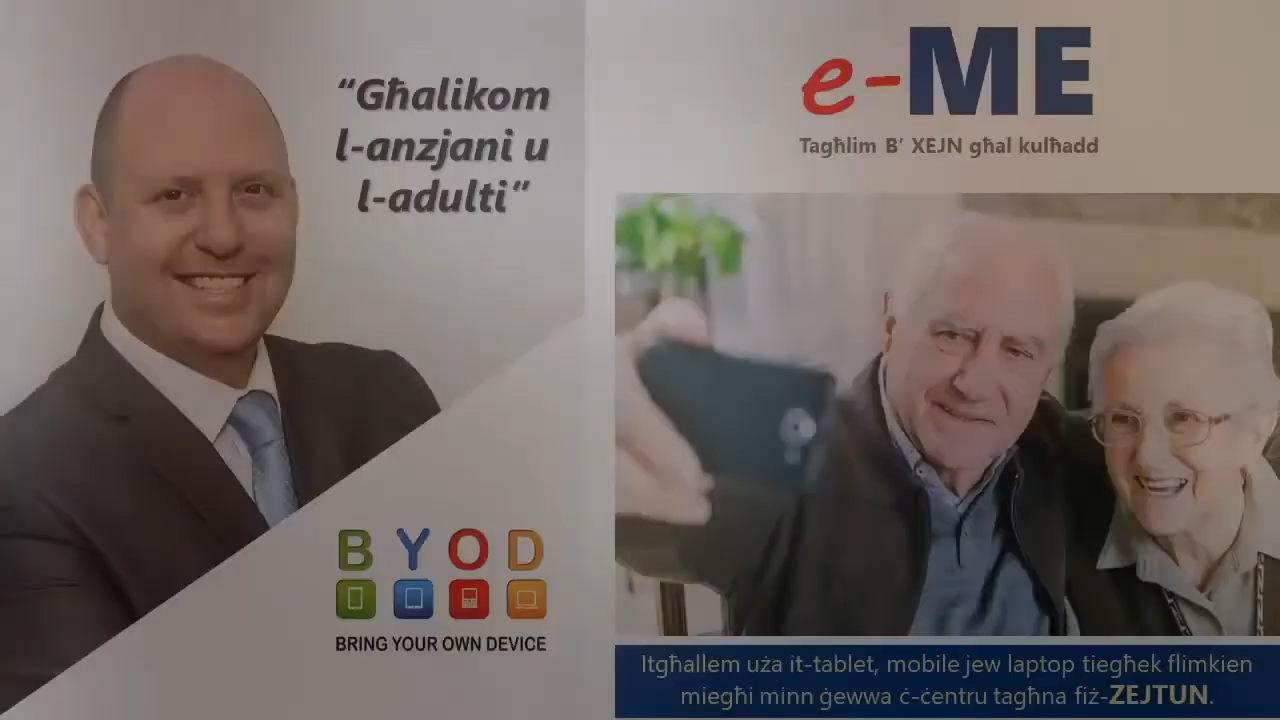 “Għalikom
l-anzjani u
l-adulti”
BYOD
BRING YOUR OWN DEVICE
e-ME
Tagħlim B’ XEJN għal kulħadd
Itgħallem uża it-tablet, mobile jew laptop tiegħek flimkien
miegħi minn ġewwa ċ-ċentru tagħna fiż-ZEJTUN.